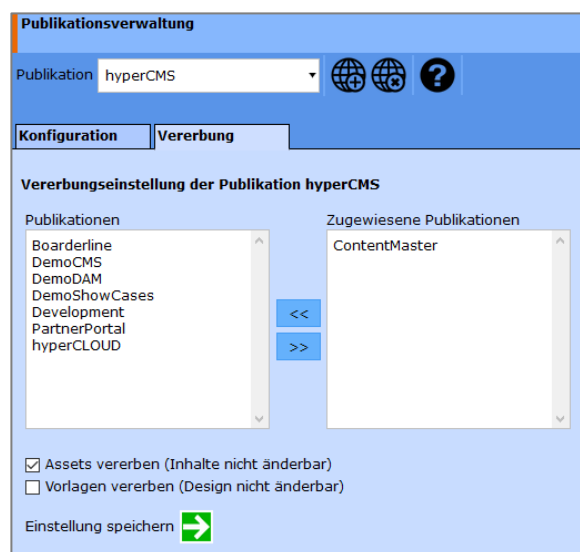 Publikationsverwaltung
Publikation hyperCMS
Konfiguration Vererbung
Vererbungseinstellung der Publikation hyperCMS
Publikationen Zugewiesene Publikationen
Boarderline ContentMaster
DemoCMS
DemoDAM
DemoShowCases
Development
<<
PartnerPortal
hyperCLOUD
>>
Assets vererben (Inhalte nicht änderbar)
Vorlagen vererben (Design nicht änderbar)
Einstellung speichern